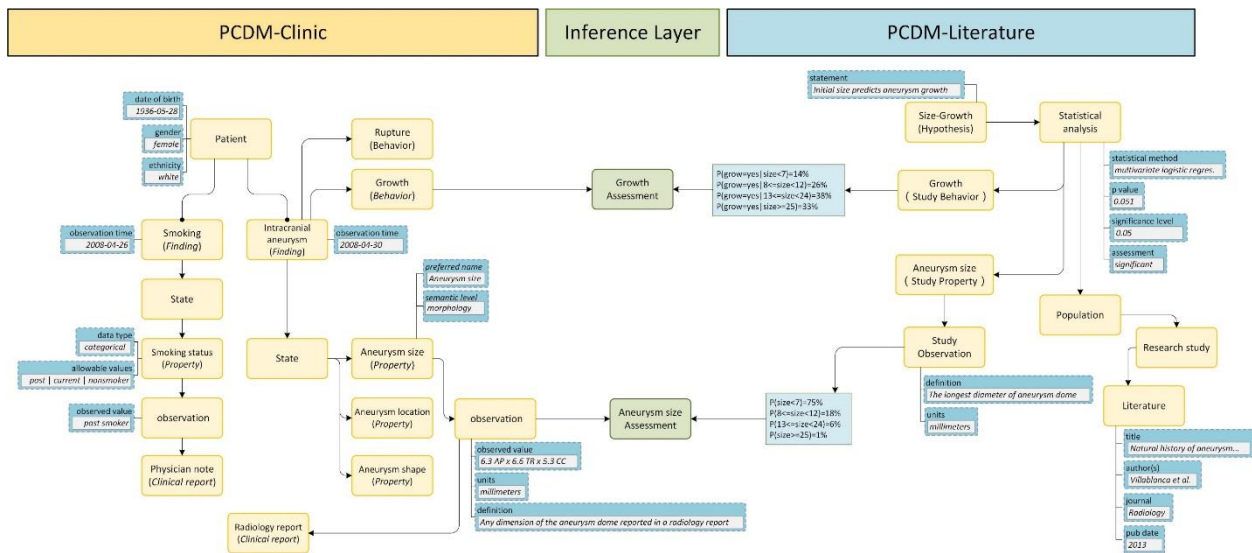 PCDM-Clinic
Inference Layer
PCDM-Literature
date of birth
1936-05-28
gender
female
ethnicity
white
Patient
Rupture
(Behavior)
Growth
(Behavior)
Smoking
(Finding)
observation time
2008-04-26
Intracranial
aneurysm
(Finding)
observation time
2008-04-30
State
data type
categorical
allowable values
past | current | nonsmoker
Smoking status
(Property)
observed value
past smoker
observation
Physician note
(Clinical report)
preferred name
Aneurysm size
semantic level
morphology
State
Aneurysm size
(Property)
Aneurysm location
(Property)
Aneurysm shape
(Property)
observation
observed value
6.3 AP x 6.6 TR x 5.3 CC
units
millimeters
definition
Any dimension of the aneurysm dome reported in a radiology report
Radiology report
(Clinical report)
Growth
Assessment
Aneurysm size
Assessment
P(grow=yes|size<7)=14%
P(grow=yes|8<=size<12)=26%
P(grow=yes|13<=size<24)=38%
P(grow=yes|size>=25)=33%
P(size<7)=75%
P(8<=size<12)=18%
P(13<=size<24)=6%
P(size>=25)=1%
statement
Initial size predicts aneurysm growth
Size-Growth
(Hypothesis)
Statistical
analysis
statistical method
multivariate logistic regres.
p value
0.051
significance level
0.05
assessment
significant
Growth
( Study Behavior )
Aneurysm size
( Study Property )
Study
Observation
definition
The longest diameter of aneurysm dome
units
millimeters
Population
Research study
Literature
title
Natural history of aneurysm...
author(s)
Villablanca et al.
journal
Radiology
pub date
2013